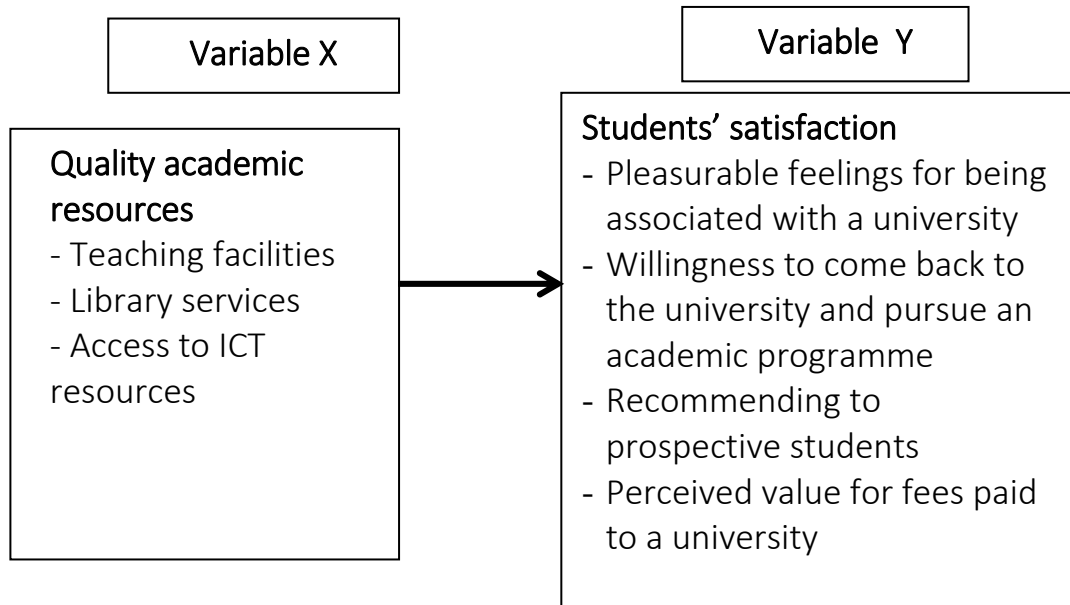 Variable X
Variable Y
Quality academic
resources
- Teaching facilities
- Library services
- Access to ICT
resources
Students’ satisfaction
- Pleasurable feelings for being
associated with a university
- Willingness to come back to
the university and pursue an
academic programme
- Recommending to
prospective students
- Perceived value for fees paid
to a university